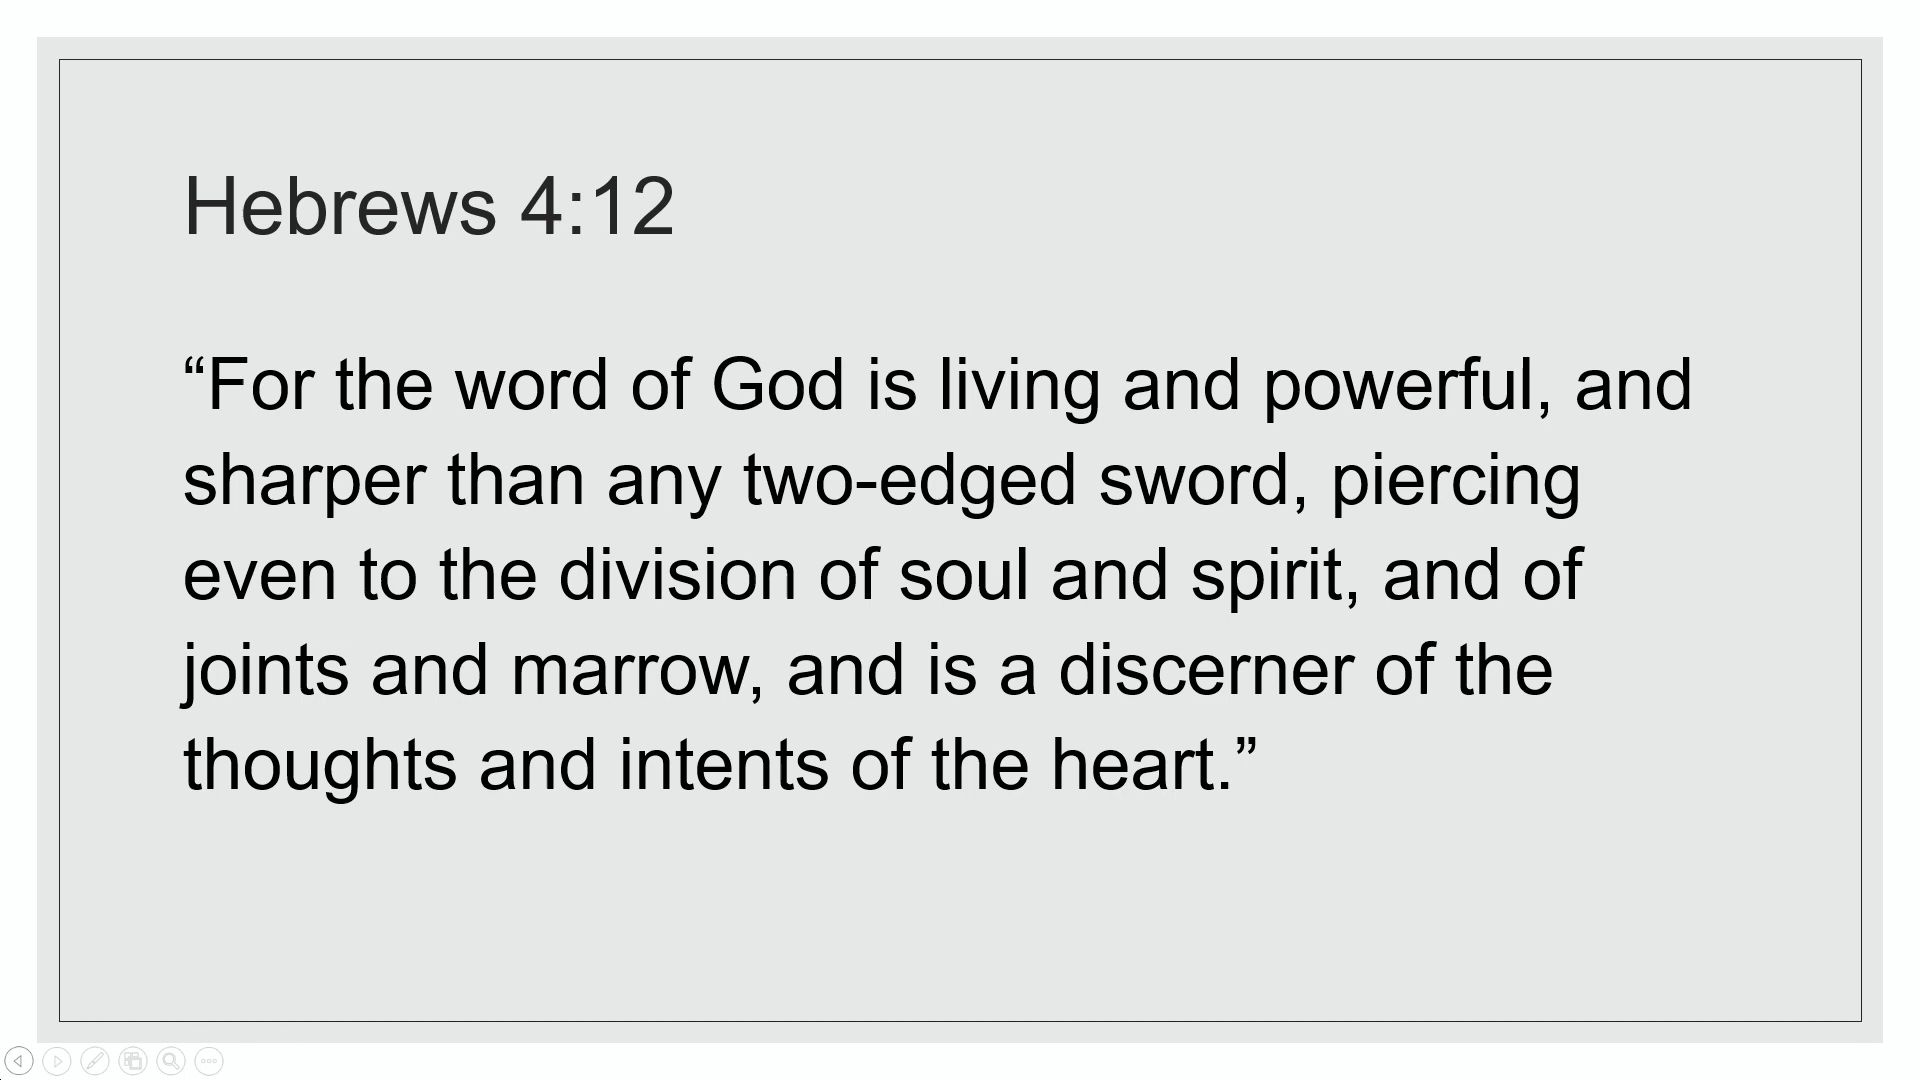 Hebrews 4:12
“For the word of God is living and powerful, and
sharper than any two-edged sword, piercing
even to the division of soul and spirit, and of
joints and marrow, and is a discerner of the
thoughts and intents of the heart.”